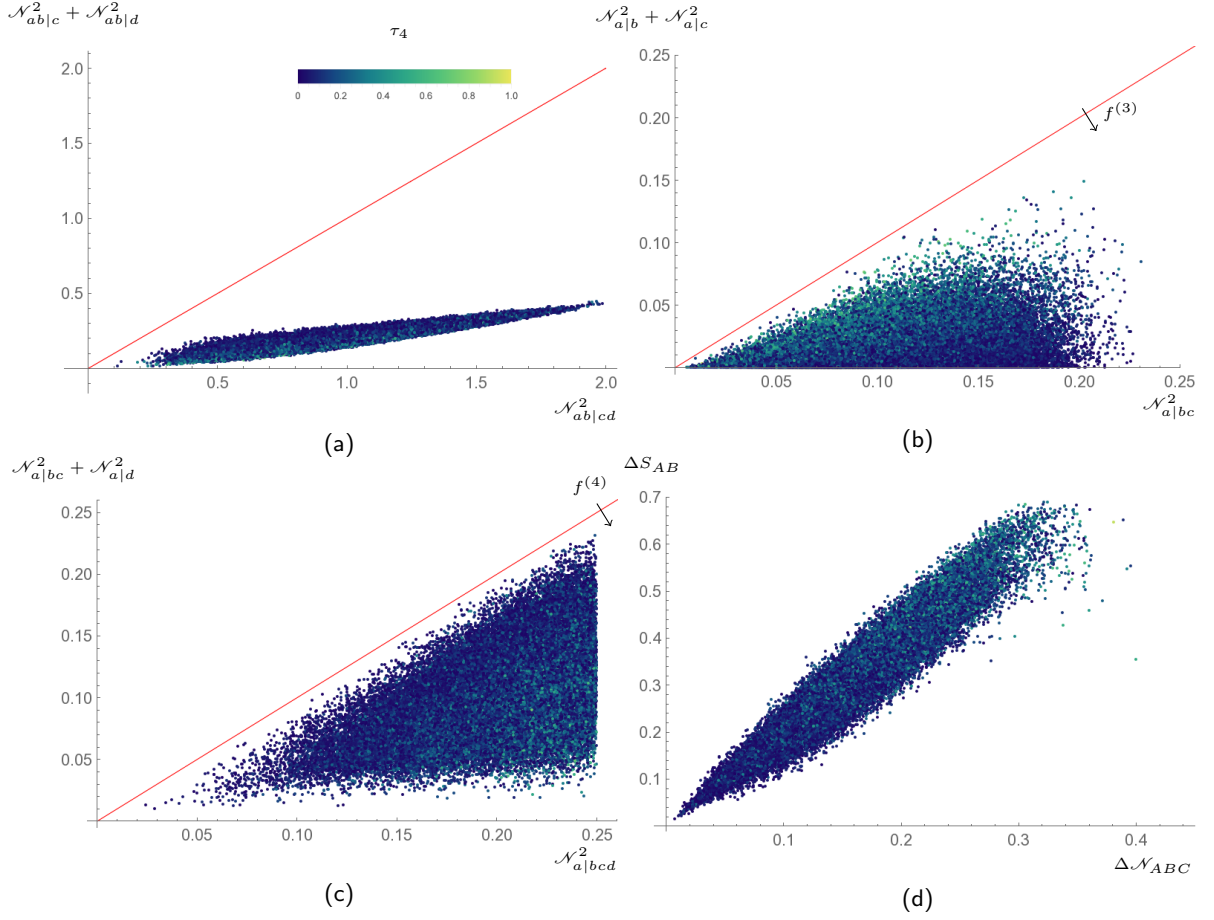 𝒩²_{ab|c} + 𝒩²_{ab|d}
τ₄
0 0.2 0.4 0.6 0.8 1.0
2.0
1.5
1.0
0.5
0.5 1.0 1.5 2.0
𝒩²_{ab|cd}
(a)
𝒩²_{a|b} + 𝒩²_{a|c}
0.25
0.20
0.15
0.10
0.05
f⁽³⁾
0.05 0.10 0.15 0.20 0.25
𝒩²_{a|bc}
(b)
𝒩²_{a|bc} + 𝒩²_{a|d}
0.25
0.20
0.15
0.10
0.05
f⁽⁴⁾
0.05 0.10 0.15 0.20 0.25
𝒩²_{a|bcd}
(c)
ΔS_{AB}
0.7
0.6
0.5
0.4
0.3
0.2
0.1
0.1 0.2 0.3 0.4
Δ𝒩_{ABC}
(d)